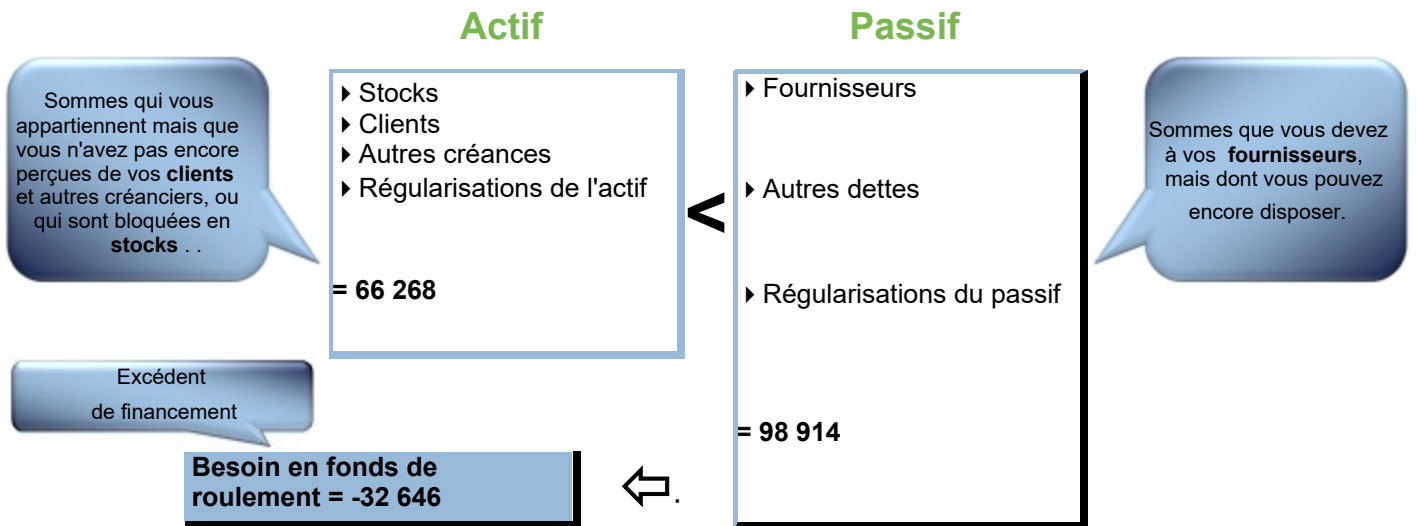 Actif
Passif
Sommes qui vous
appartiennent mais que
vous n'avez pas encore
perçues de vos clients
et autres créanciers, ou
qui sont bloquées en
stocks . .
Stocks
Clients
Autres créances
Régularisations de l'actif
= 66 268
<
Fournisseurs
Autres dettes
Régularisations du passif
= 98 914
Sommes que vous devez
à vos fournisseurs,
mais dont vous pouvez
encore disposer.
Excédent
de financement
Besoin en fonds de
roulement = -32 646
.